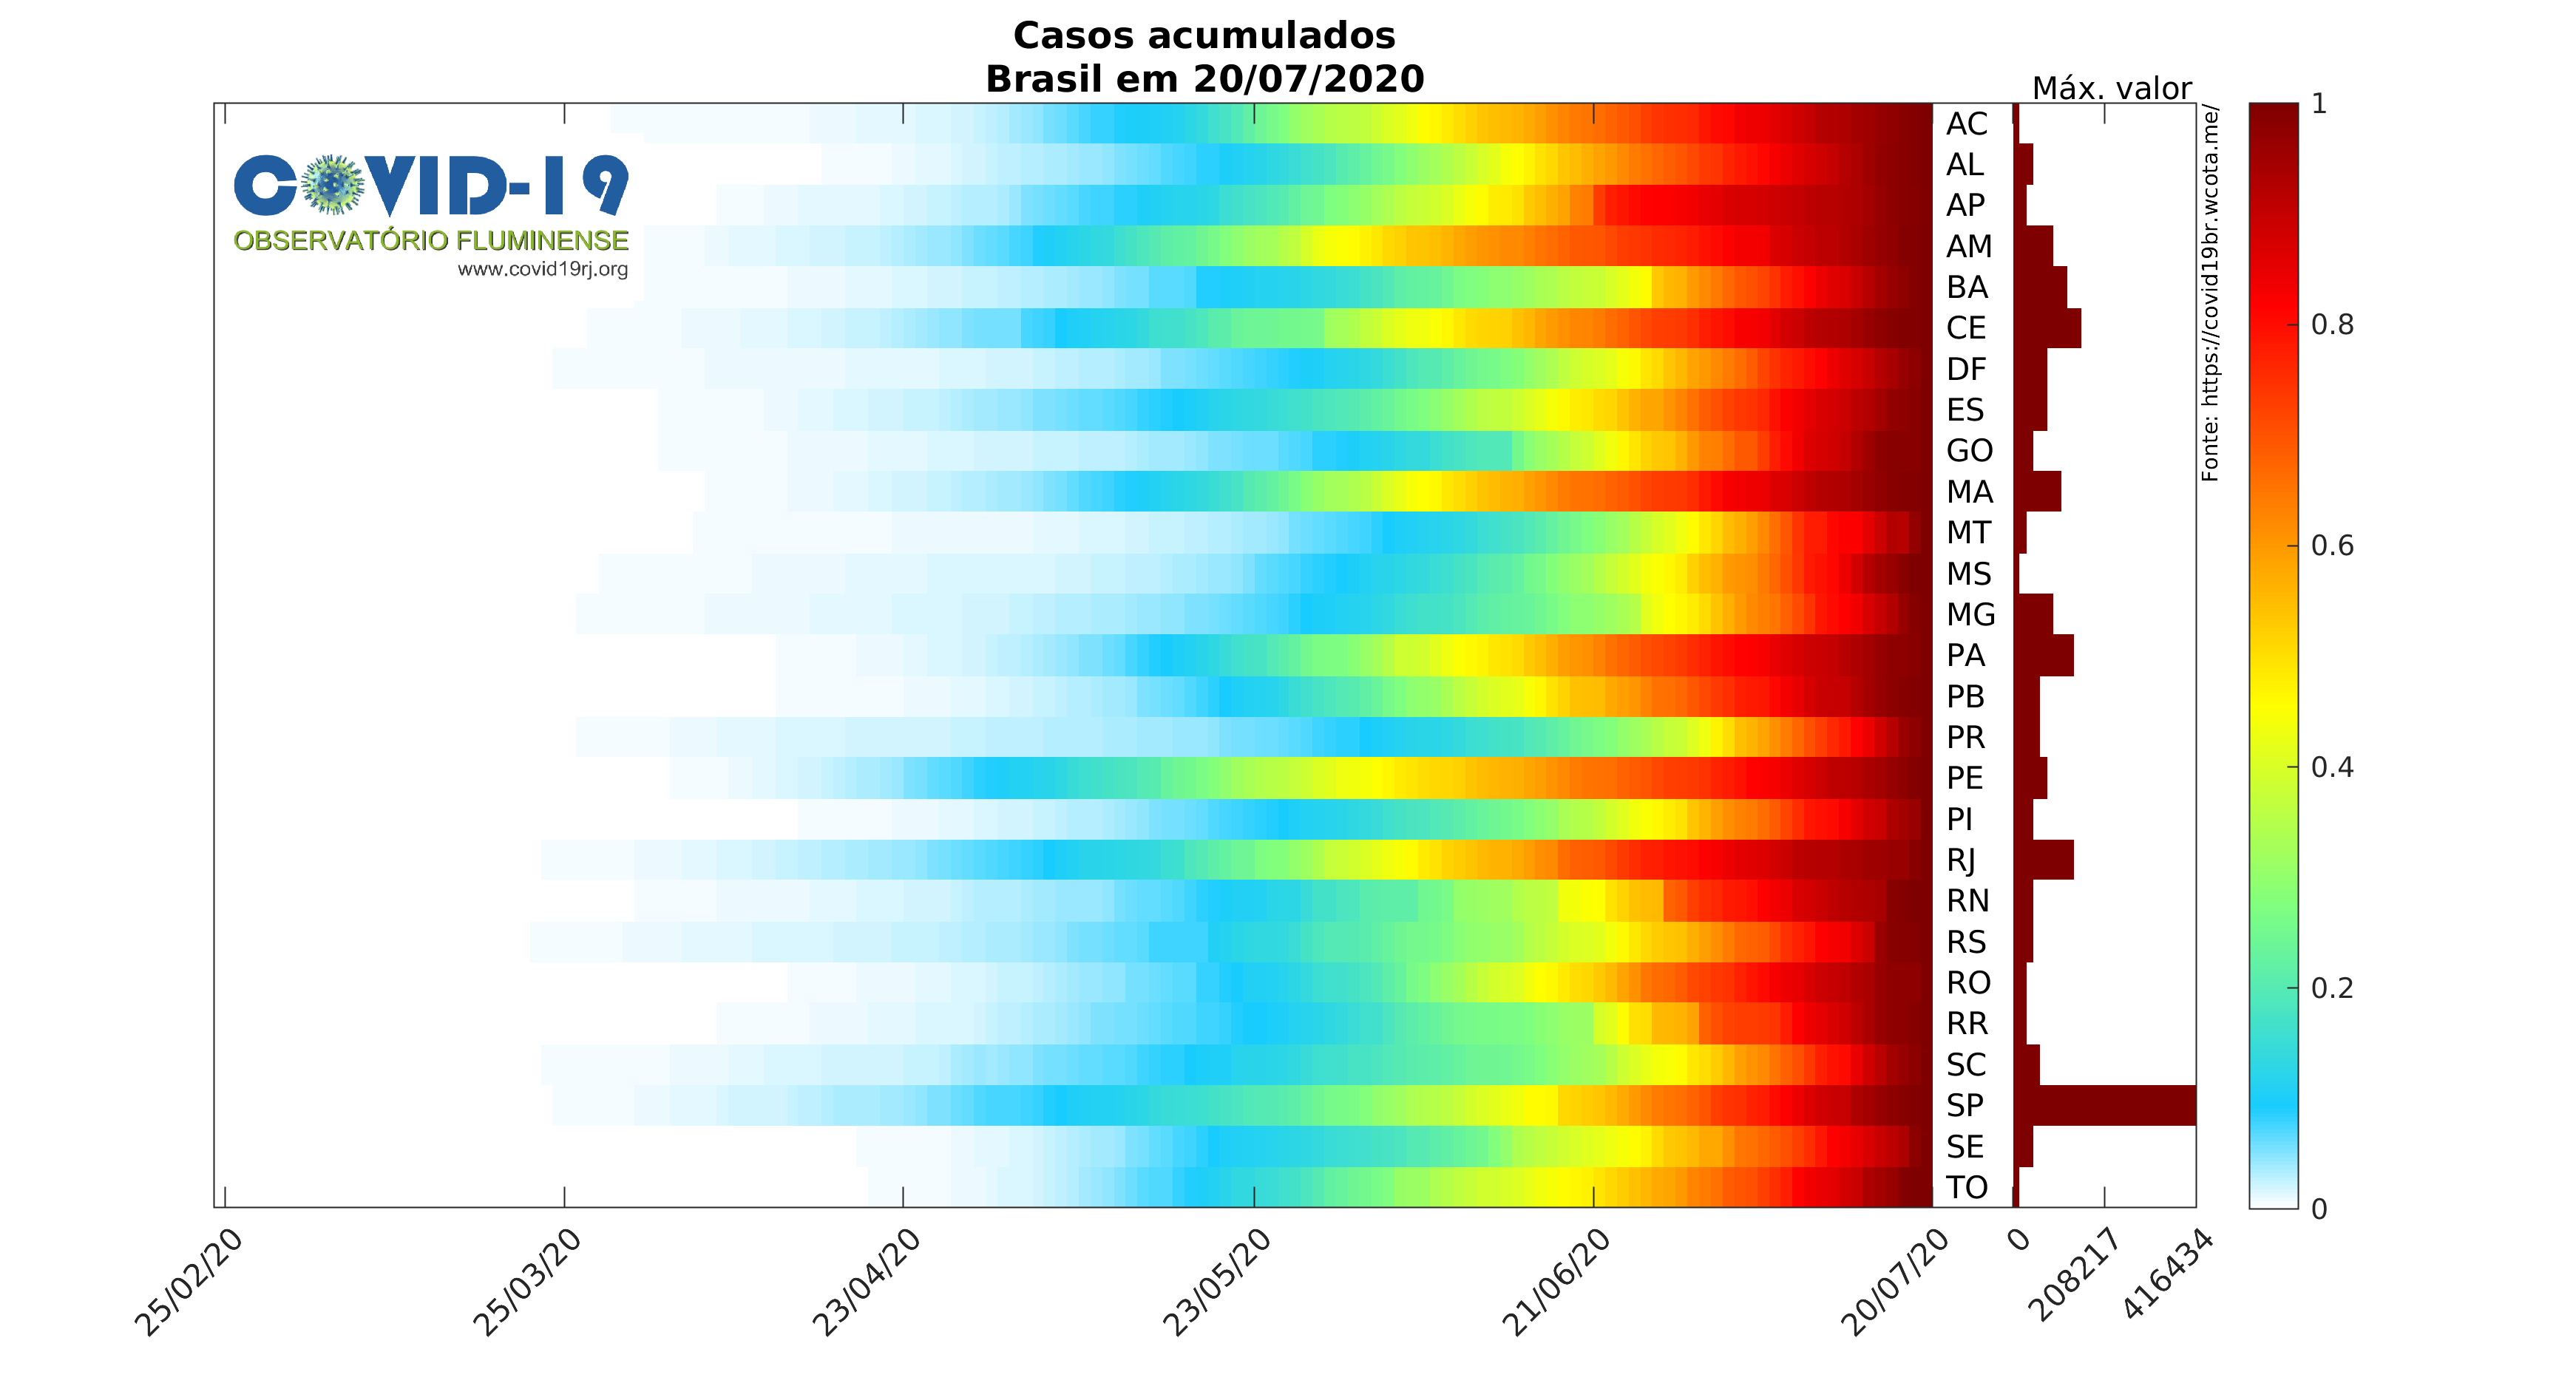 Casos acumulados
Brasil em 20/07/2020
Máx. valor
COVID-19
OBSERVATÓRIO FLUMINENSE
www.covid19rj.org
AC
AL
AP
AM
BA
CE
DF
ES
GO
MA
MT
MS
MG
PA
PB
PR
PE
PI
RJ
RN
RS
RO
RR
SC
SP
SE
TO
Fonte: https://covid19br.wcota.me/
1
0.8
0.6
0.4
0.2
0
25/02/20
25/03/20
23/04/20
23/05/20
21/06/20
20/07/20
0
208217
416434